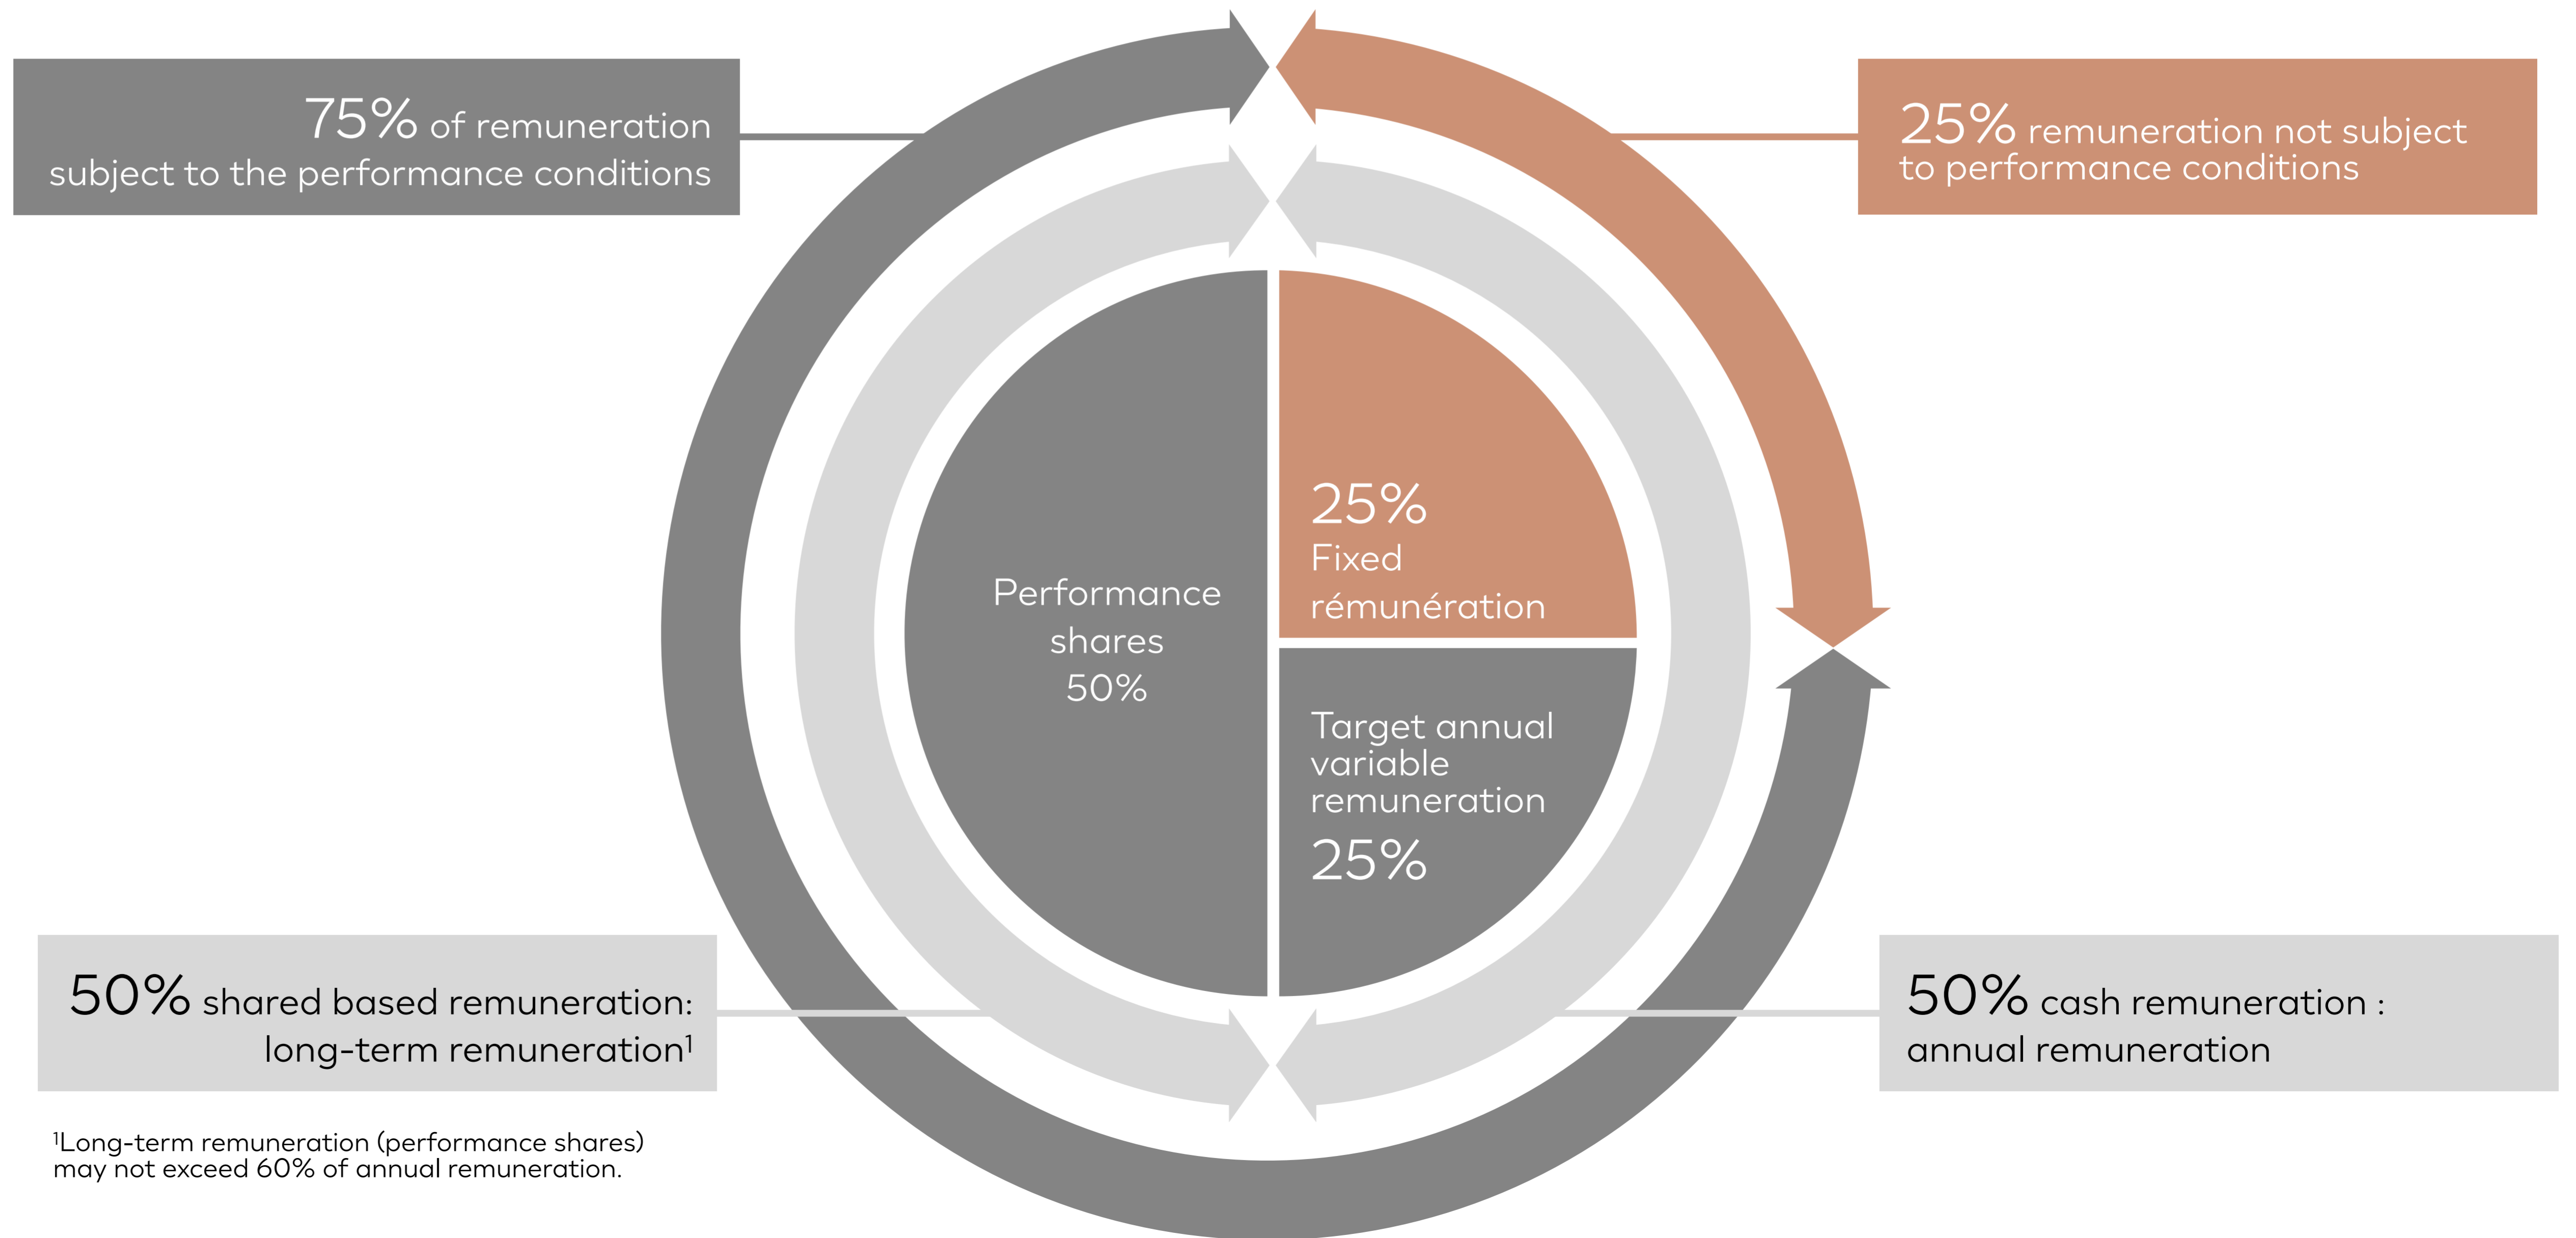 75% of remuneration
subject to the performance conditions
25% remuneration not subject
to performance conditions
25%
Fixed
rémunération
Performance
shares
50%
Target annual
variable
remuneration
25%
50% shared based remuneration:
long-term remuneration¹
50% cash remuneration :
annual remuneration
¹Long-term remuneration (performance shares)
may not exceed 60% of annual remuneration.